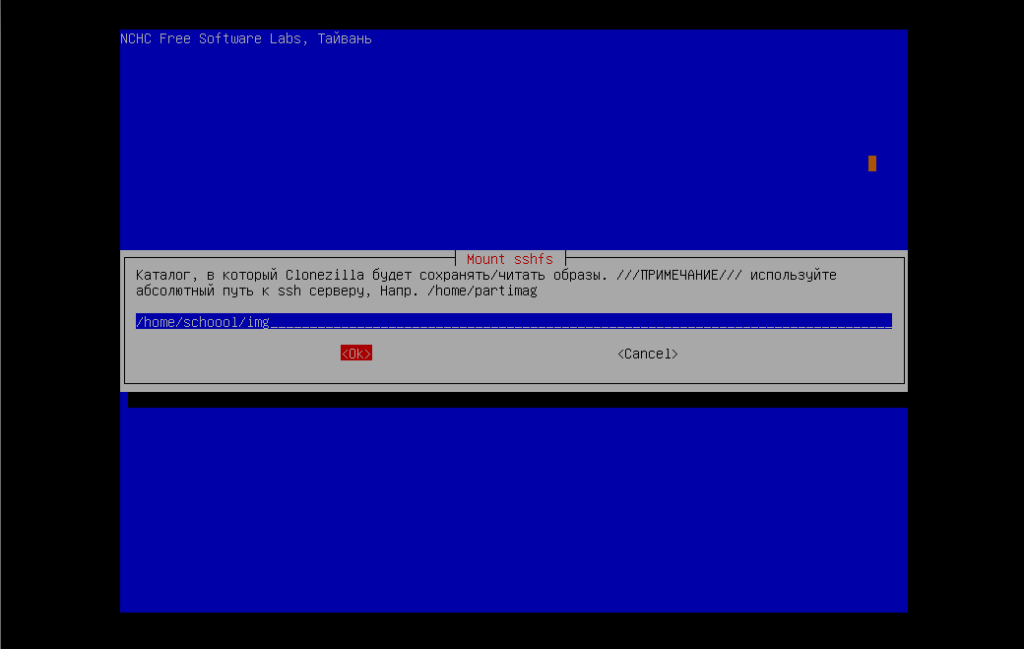 NCHC Free Software Labs, Тайвань
Mount sshfs
Каталог, в который Clonezilla будет сохранять/читать образы. ///ПРИМЕЧАНИЕ/// используйте
абсолютный путь к ssh серверу, Напр. /home/partimag
/home/schoool/img
<Ok> <Cancel>